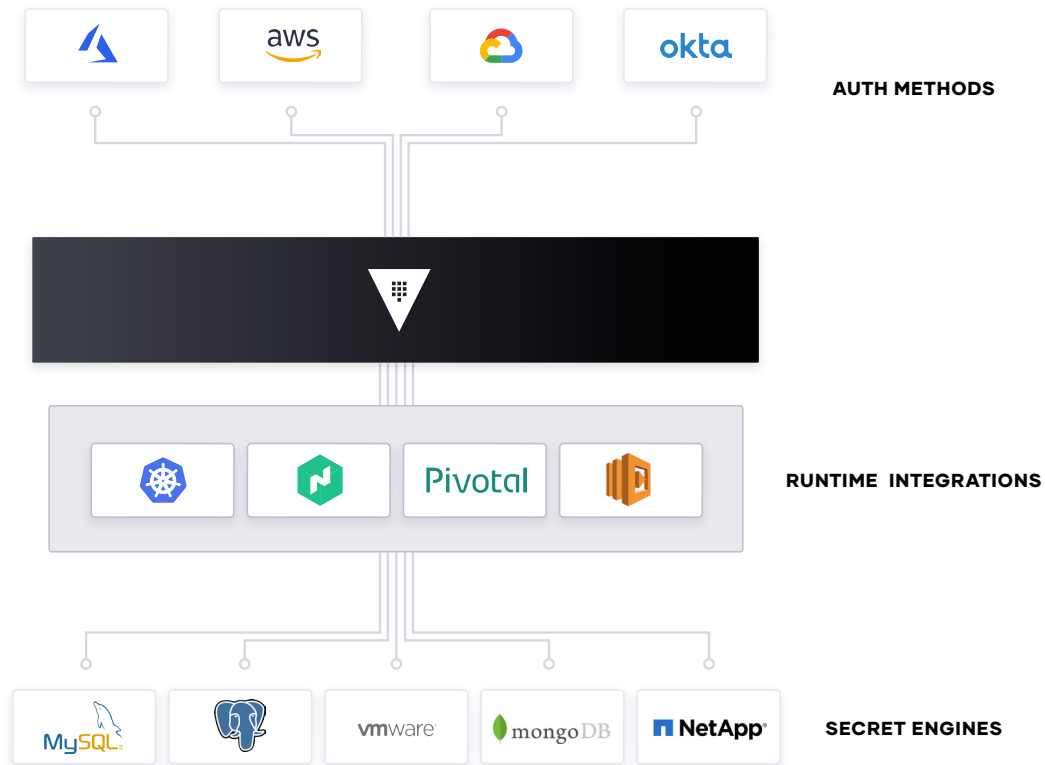 aws
okta
AUTH METHODS
Pivotal
RUNTIME INTEGRATIONS
MySQL®
vmware®
mongoDB
NetApp®
SECRET ENGINES